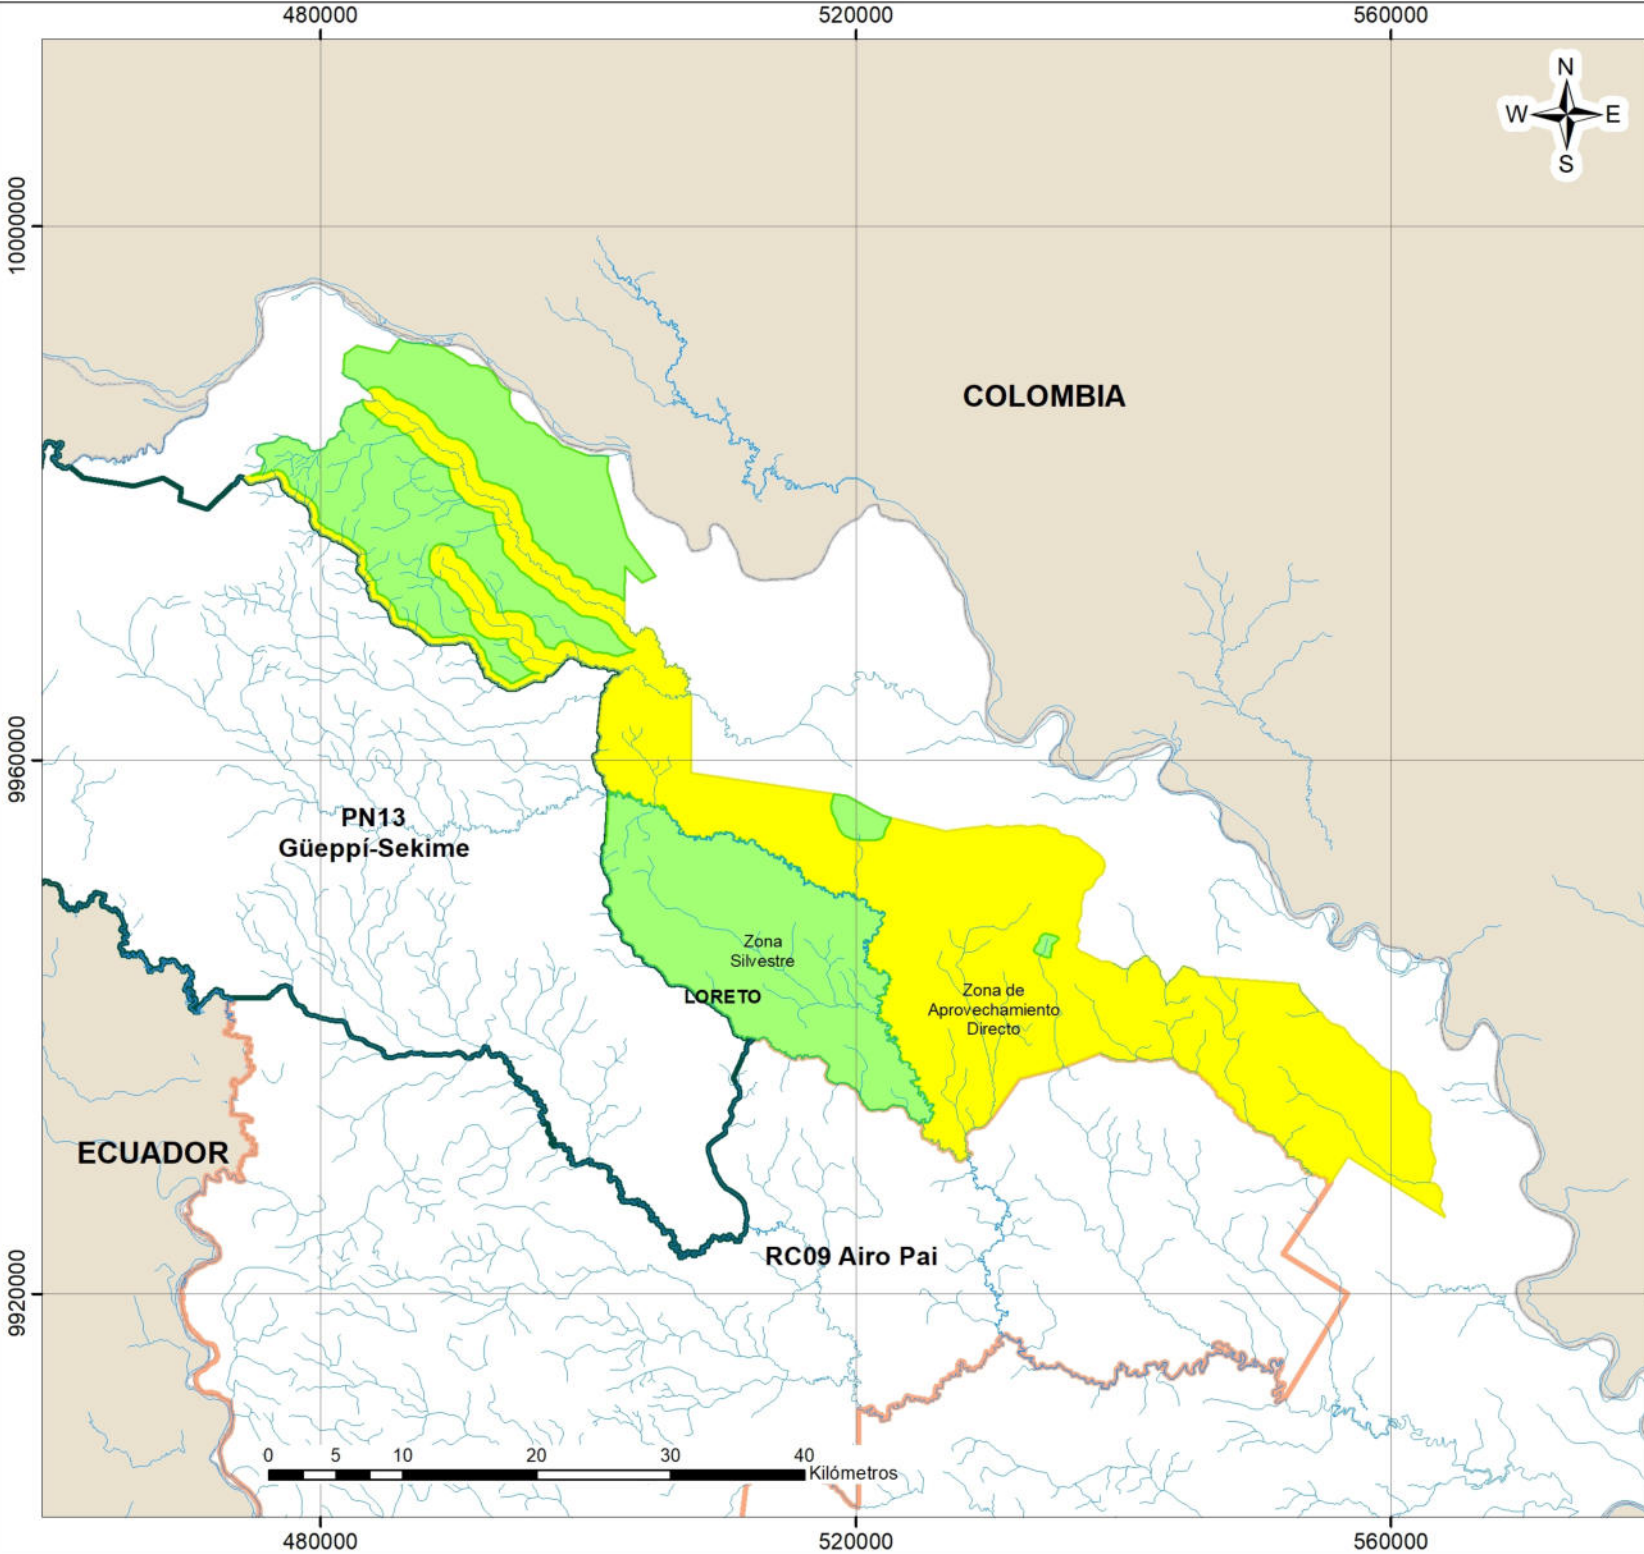 480000
520000
560000
N
W
E
S
10000000
COLOMBIA
9960000
PN13
Güeppí-Sekime
Zona
Silvestre
LORETO
Zona de
Aprovechamiento
Directo
ECUADOR
RC09 Airo Pai
9920000
0
5
10
20
30
40
Kilómetros
480000
520000
560000